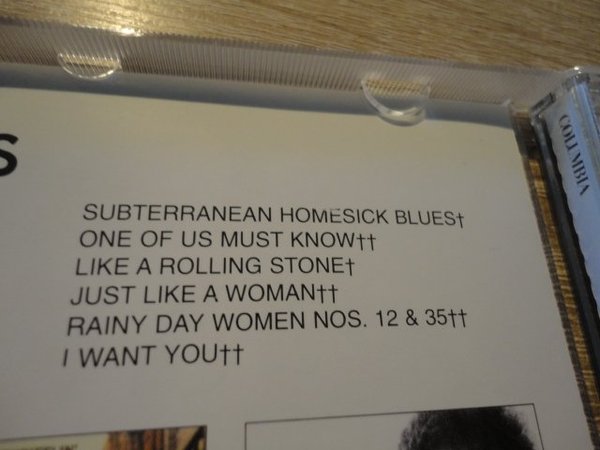 S
SUBTERRANEAN HOMESICK BLUES†
ONE OF US MUST KNOW††
LIKE A ROLLING STONE†
JUST LIKE A WOMAN††
RAINY DAY WOMEN NOS. 12 & 35††
I WANT YOU††
COLUMBIA